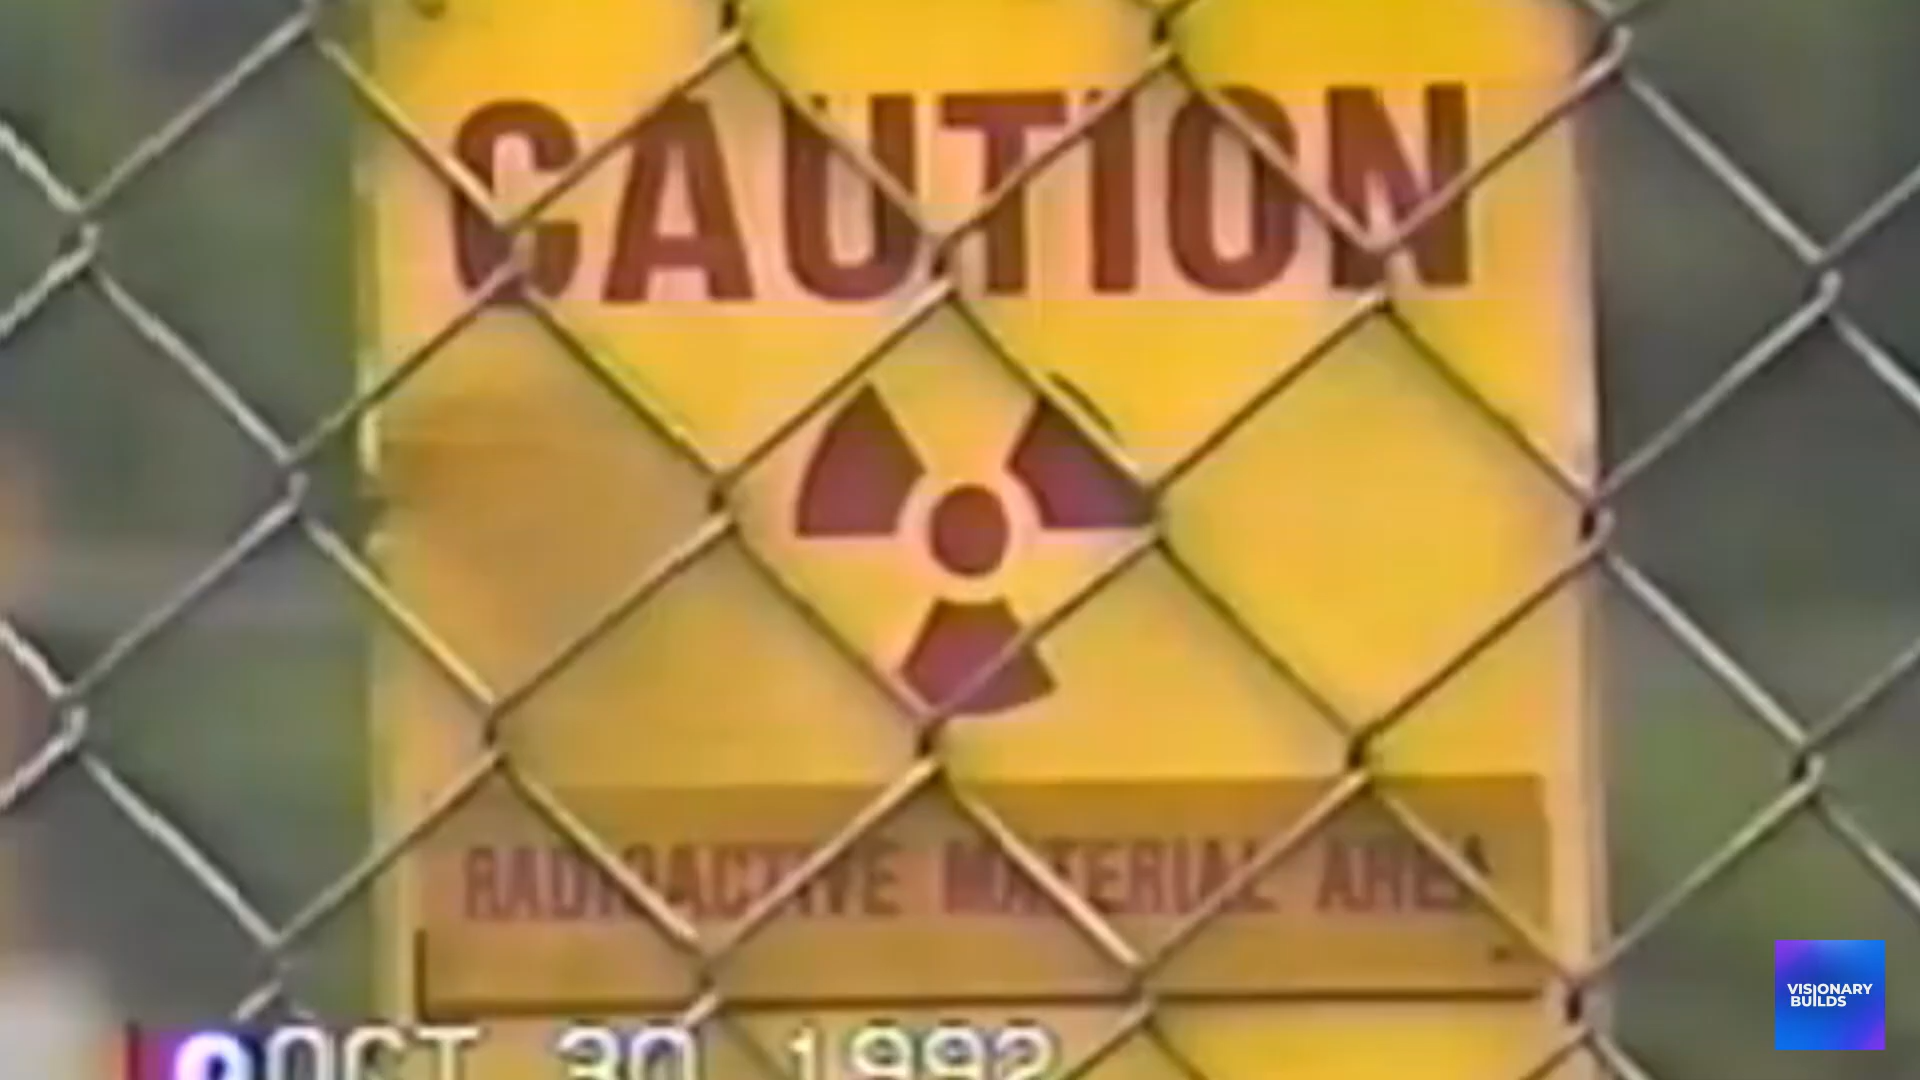 CAUTION
RADIOACTIVE MATERIAL AREA
OCT 30 1992
VISIONARY
BUILDS